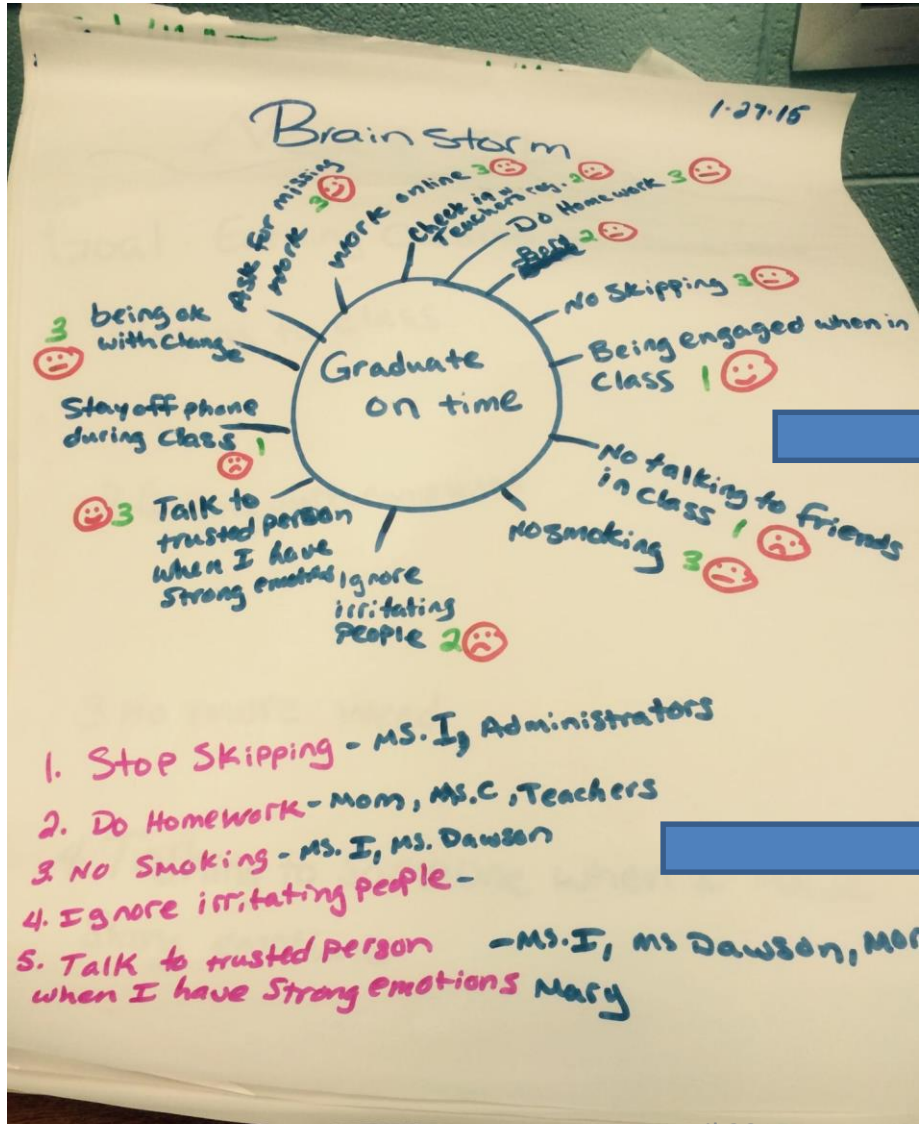 1-27-15
Brain Storm
Ask for missing
work 3
work online 3
check in w
Teachers reg. 2
Do Homework 3
2
No Skipping 3
Being engaged when in
class 1
No talking to friends
in class 1
No smoking 3
Ignore
irritating
People 2
3 Talk to
trusted person
when I have
Strong emotions
Stay off phone
during class 1
3 being ok
with change
Graduate
on time
1. Stop Skipping - Ms. I, Administrators
2. Do Homework - Mom, Ms. C, Teachers
3. No Smoking - Ms. I, Ms. Dawson
4. Ignore irritating People -
5. Talk to trusted person - Ms. I, Ms Dawson,
when I have Strong emotions Mary